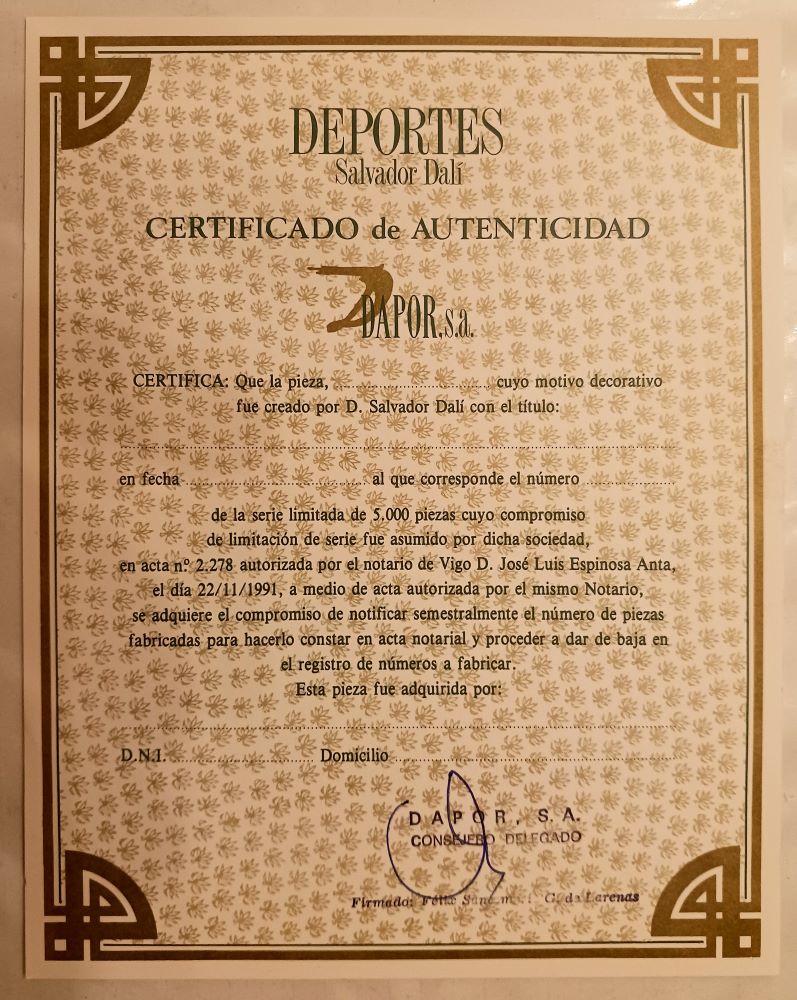 DEPORTES
Salvador Dalí
CERTIFICADO de AUTENTICIDAD
DAPOR, s.a.
CERTIFICA: Que la pieza, ........................................ cuyo motivo decorativo
fue creado por D. Salvador Dalí con el título:
en fecha ........................................ al que corresponde el número ....................
de la serie limitada de 5.000 piezas cuyo compromiso
de limitación de serie fue asumido por dicha sociedad,
en acta n.º 2.278 autorizada por el notario de Vigo D. José Luis Espinosa Anta,
el día 22/11/1991, a medio de acta autorizada por el mismo Notario,
se adquiere el compromiso de notificar semestralmente el número de piezas
fabricadas para hacerlo constar en acta notarial y proceder a dar de baja en
el registro de números a fabricar.
Esta pieza fue adquirida por:
D.N.I. .............................. Domicilio ............................................................
DAPOR, S. A.
CONSEJERO DELEGADO
Firmado: Félix C. de Larenas